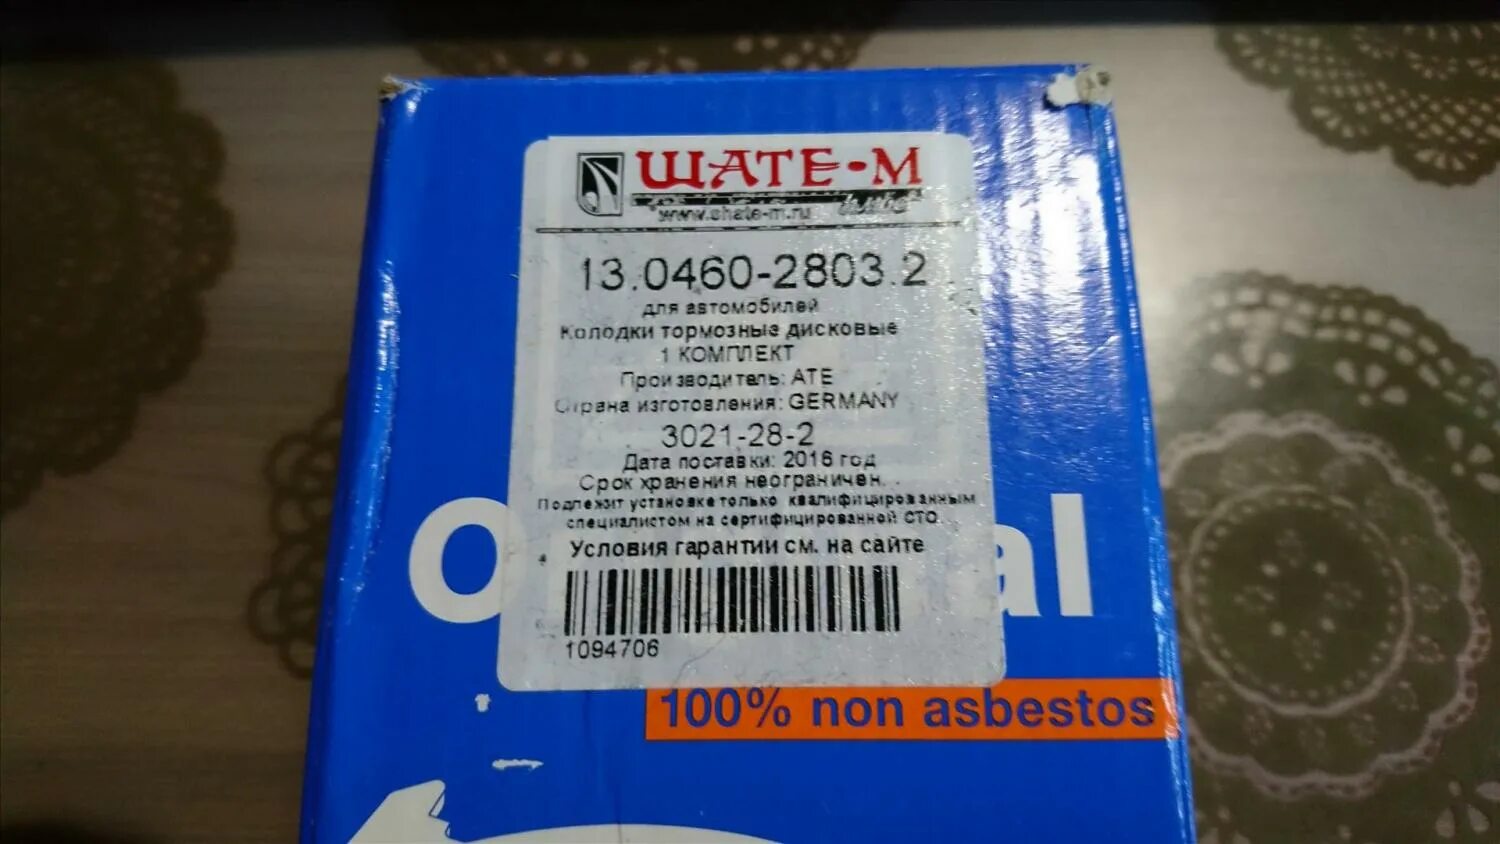 ШАТЕ-М
www.shate-m.ru
13.0460-2803.2
для автомобилей
Колодки тормозные дисковые
1 КОМПЛЕКТ
Производитель: ATE
Страна изготовления: GERMANY
3021-28-2
Дата поставки: 2016 год
Срок хранения неограничен.
Подлежит установке только квалифицированным
специалистом на сертифицированной СТО
Условия гарантии см. на сайте
1094706
O al
100% non asbestos